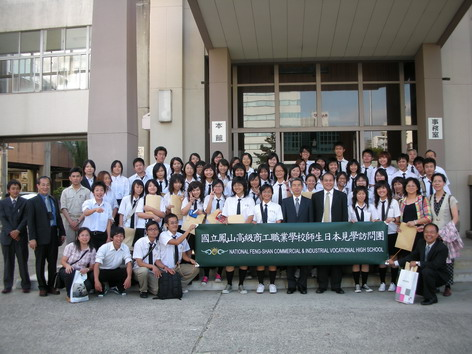 本館
事務室
國立鳳山高級商工職業學校師生日本見學訪問團
NATIONAL FENG-SHAN COMMERCIAL & INDUSTRIAL VOCATIONAL HIGH SCHOOL